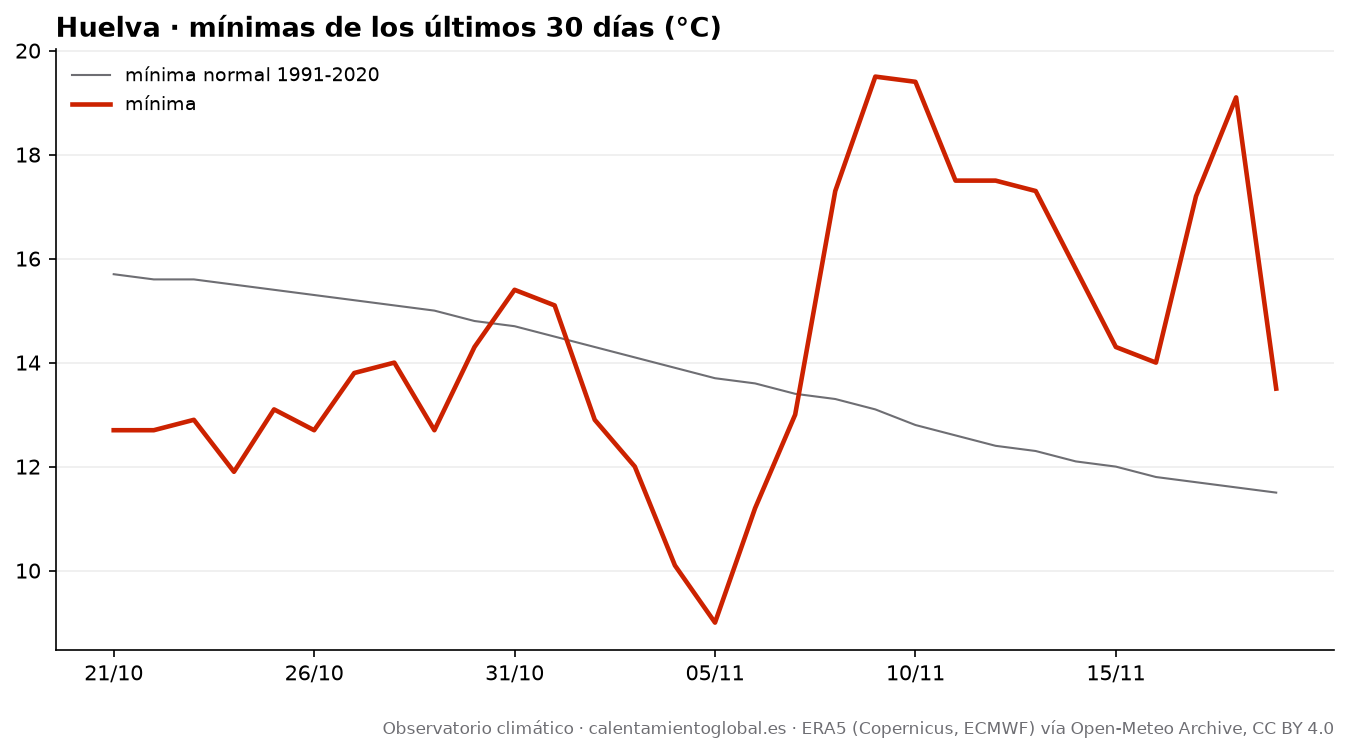 Huelva · mínimas de los últimos 30 días (°C)
20
mínima normal 1991-2020
mínima
18
16
14
12
10
21/10 26/10 31/10 05/11 10/11 15/11
Observatorio climático · calentamientoglobal.es · ERA5 (Copernicus, ECMWF) vía Open-Meteo Archive, CC BY 4.0